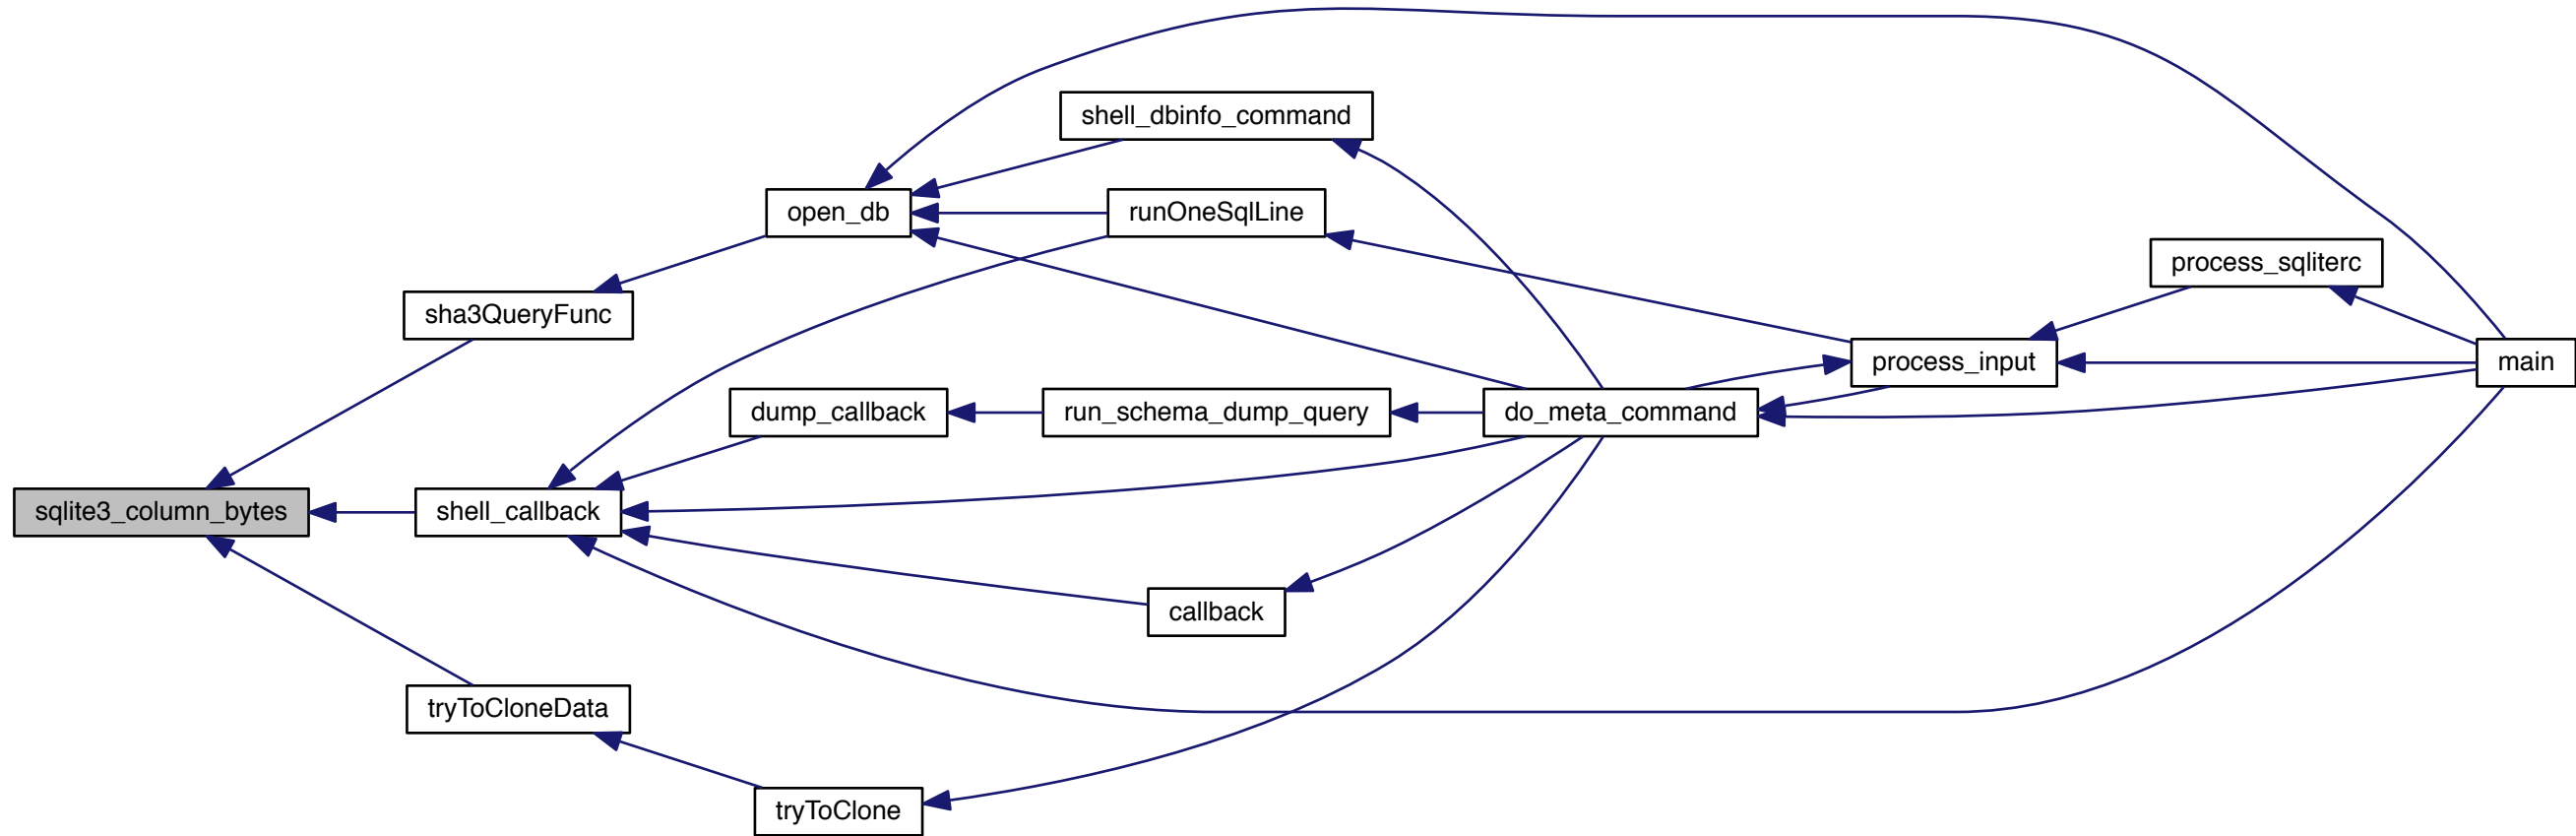 shell_dbinfo_command
open_db
runOneSqlLine
process_sqliterc
sha3QueryFunc
process_input
main
dump_callback
run_schema_dump_query
do_meta_command
sqlite3_column_bytes
shell_callback
callback
tryToCloneData
tryToClone